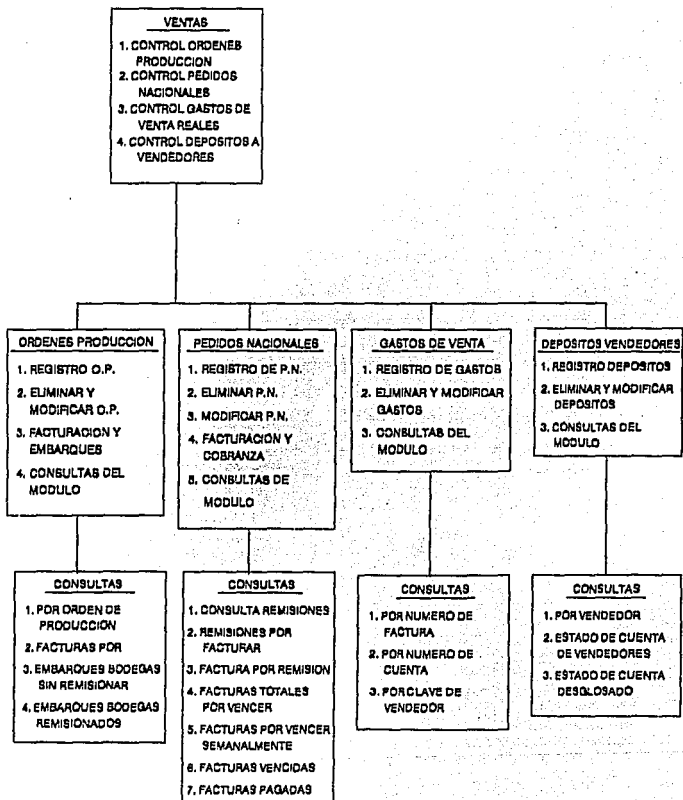 VENTAS
1. CONTROL ORDENES
PRODUCCION
2. CONTROL PEDIDOS
NACIONALES
3. CONTROL GASTOS DE
VENTA REALES
4. CONTROL DEPOSITOS A
VENDEDORES
ORDENES PRODUCCION
1. REGISTRO O.P.
2. ELIMINAR Y
MODIFICAR O.P.
3. FACTURACION Y
EMBARQUES
4. CONSULTAS DEL
MODULO
PEDIDOS NACIONALES
1. REGISTRO DE P.N.
2. ELIMINAR P.N.
3. MODIFICAR P.N.
4. FACTURACION Y
COBRANZA
5. CONSULTAS DE
MODULO
GASTOS DE VENTA
1. REGISTRO DE GASTOS
2. ELIMINAR Y MODIFICAR
GASTOS
3. CONSULTAS DEL
MODULO
DEPOSITOS VENDEDORES
1. REGISTRO DEPOSITOS
2. ELIMINAR Y MODIFICAR
DEPOSITOS
3. CONSULTAS DEL
MODULO
CONSULTAS
1. POR ORDEN DE
PRODUCCION
2. FACTURAS POR
3. EMBARQUES BODEGAS
SIN REMISIONAR
4. EMBARQUES BODEGAS
REMISIONADOS
CONSULTAS
1. CONSULTA REMISIONES
2. REMISIONES POR
FACTURAR
3. FACTURA POR REMISION
4. FACTURAS TOTALES
POR VENCER
5. FACTURAS POR VENCER
SEMANALMENTE
6. FACTURAS VENCIDAS
7. FACTURAS PAGADAS
CONSULTAS
1. POR NUMERO DE
FACTURA
2. POR NUMERO DE
CUENTA
3. POR CLAVE DE
VENDEDOR
CONSULTAS
1. POR VENDEDOR
2. ESTADO DE CUENTA
DE VENDEDORES
3. ESTADO DE CUENTA
DESGLOSADO